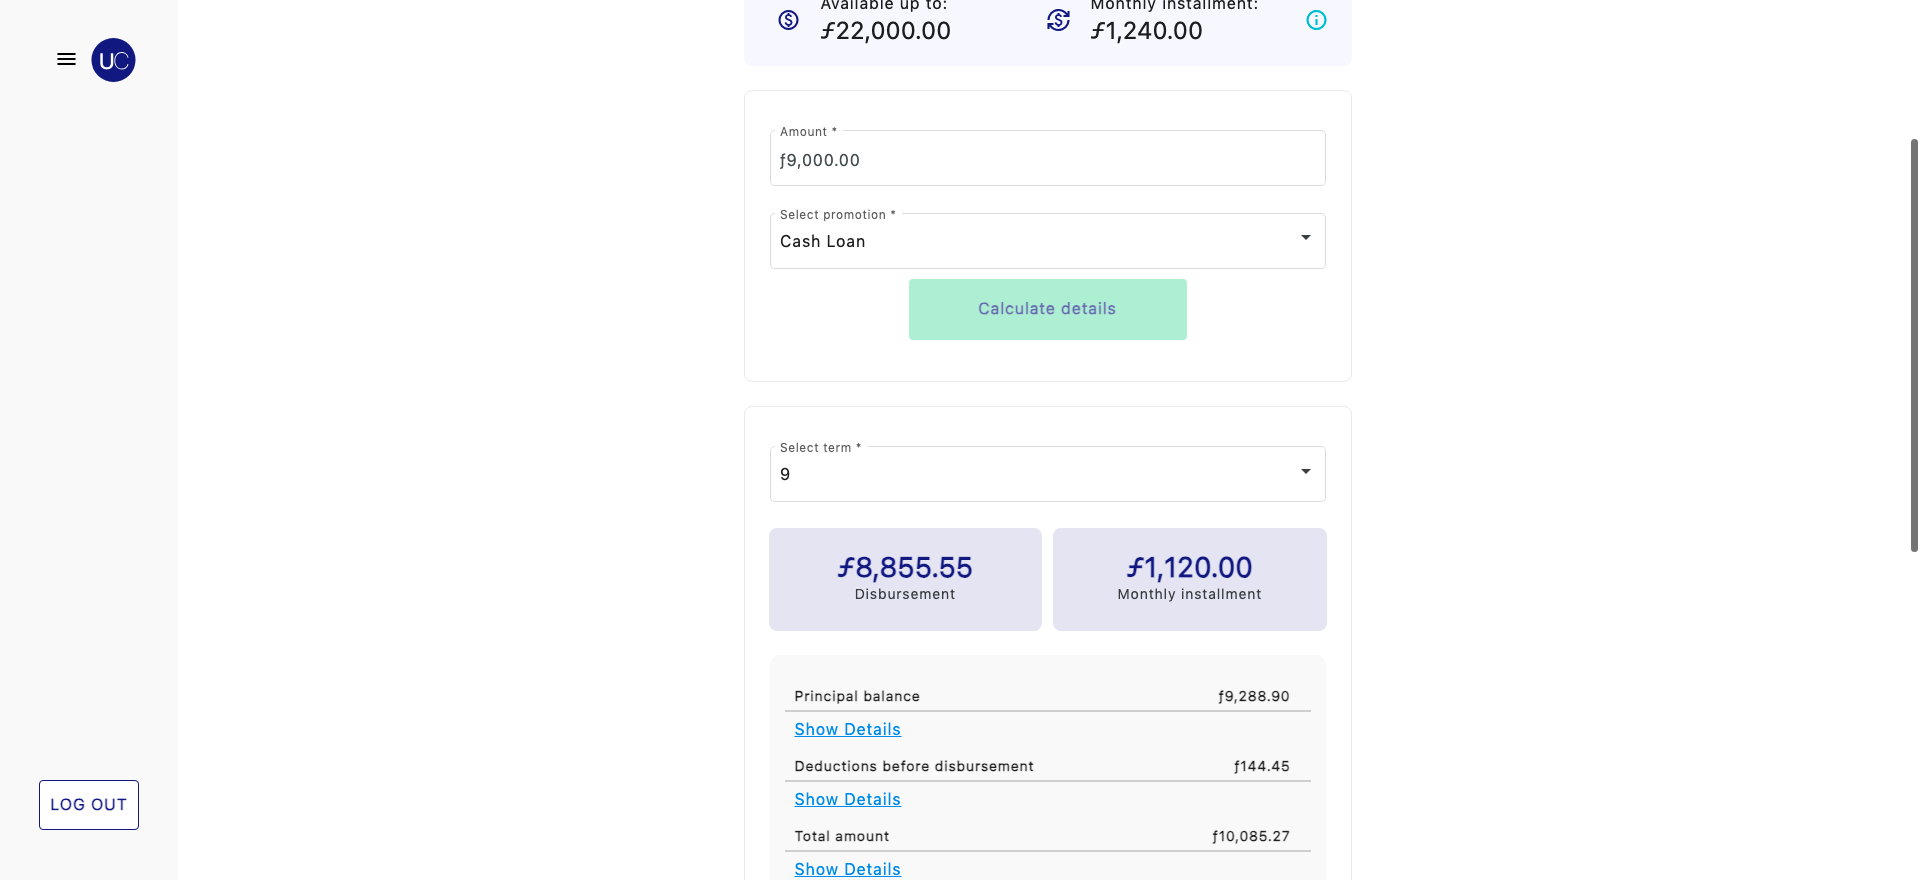 Available up to:
ƒ22,000.00
Monthly installment:
ƒ1,240.00
UC
Amount *
ƒ9,000.00
Select promotion *
Cash Loan
Calculate details
Select term *
9
ƒ8,855.55
Disbursement
ƒ1,120.00
Monthly installment
Principal balance ƒ9,288.90
Show Details
Deductions before disbursement ƒ144.45
Show Details
Total amount ƒ10,085.27
Show Details
LOG OUT